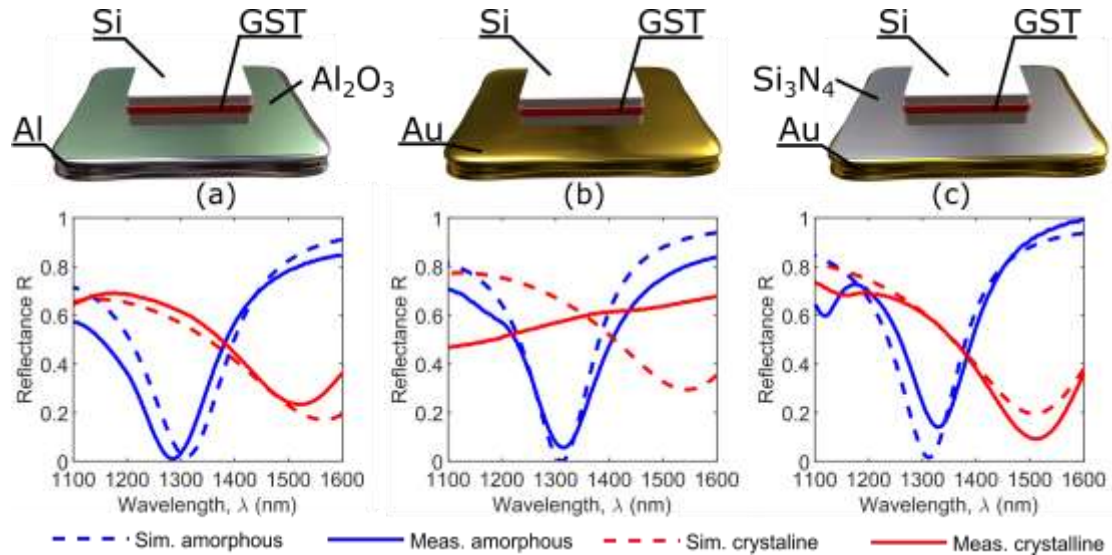 Si GST Si GST Si GST
Al₂O₃ Si₃N₄
Al Au Au
(a) (b) (c)
Reflectance R
1
0.8
0.6
0.4
0.2
0
1100 1200 1300 1400 1500 1600
Wavelength, λ (nm)
Reflectance R
1
0.8
0.6
0.4
0.2
0
1100 1200 1300 1400 1500 1600
Wavelength, λ (nm)
Reflectance R
1
0.8
0.6
0.4
0.2
0
1100 1200 1300 1400 1500 1600
Wavelength, λ (nm)
Sim. amorphous Meas. amorphous Sim. crystaline Meas. crystalline